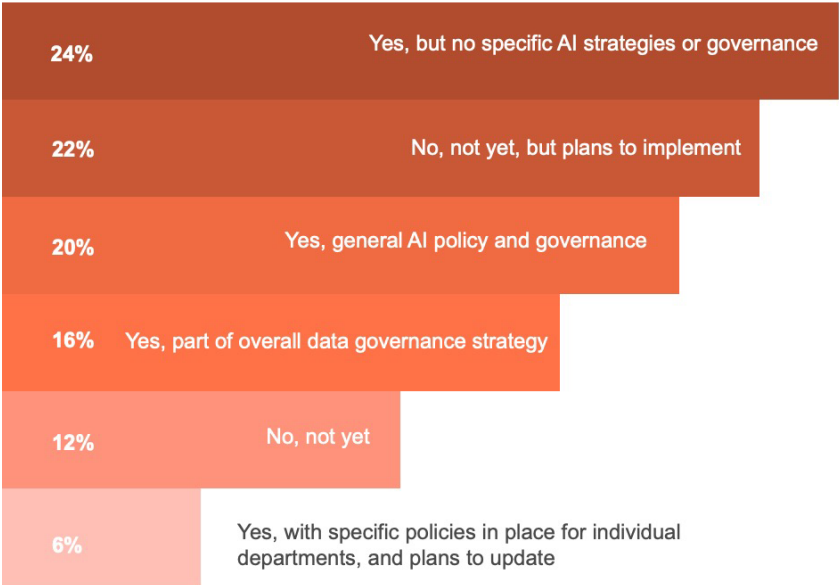 24% Yes, but no specific AI strategies or governance
22% No, not yet, but plans to implement
20% Yes, general AI policy and governance
16% Yes, part of overall data governance strategy
12% No, not yet
6% Yes, with specific policies in place for individual
departments, and plans to update